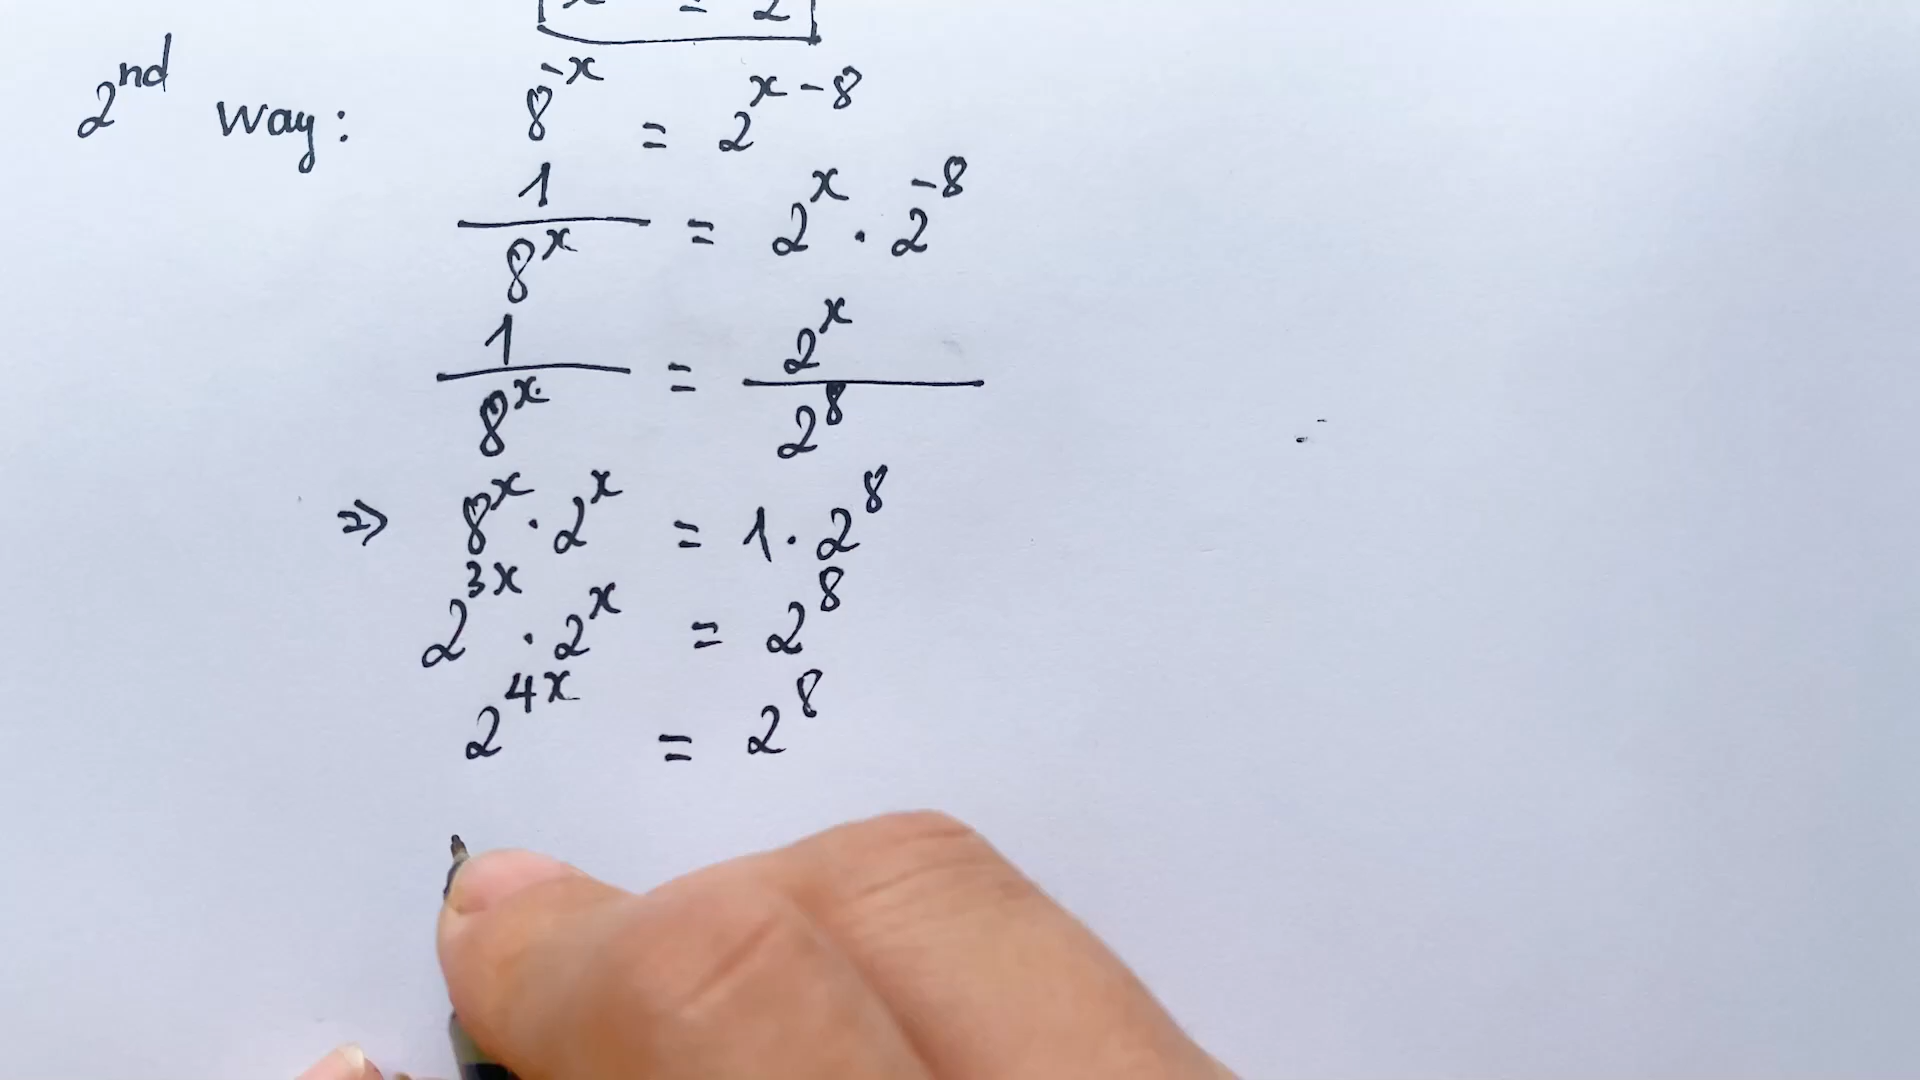 x = 2
2nd way: 8^-x = 2^x-8
1/8^x = 2^x · 2^-8
1/8^x = 2^x/2^8
=> 8^x · 2^x = 1 · 2^8
2^3x · 2^x = 2^8
2^4x = 2^8